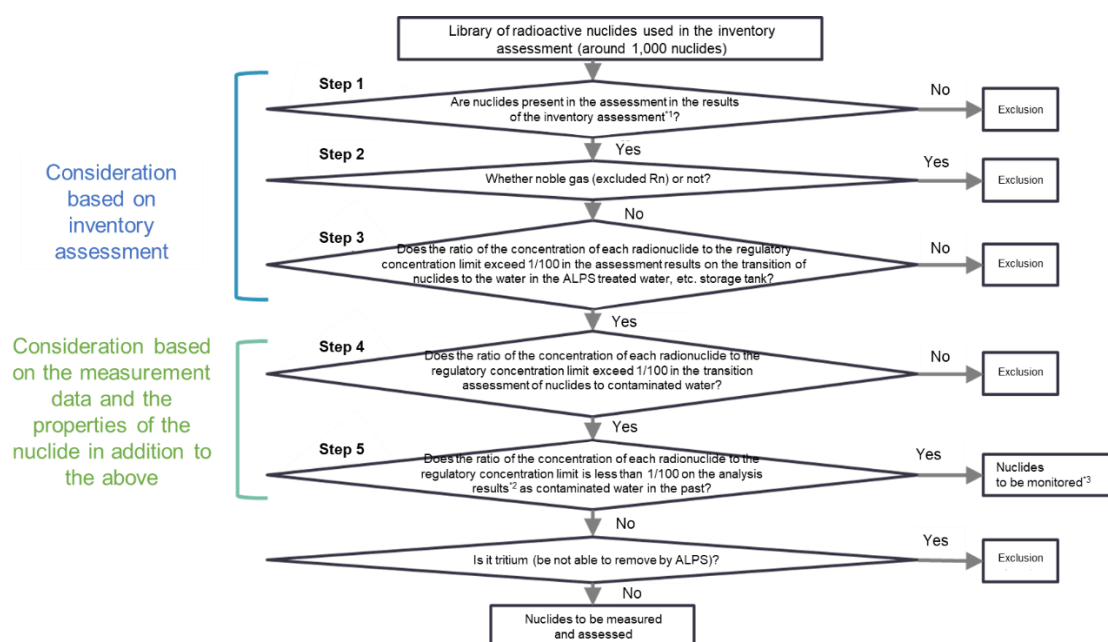 Library of radioactive nuclides used in the inventory
assessment (around 1,000 nuclides)
Step 1
No
Are nuclides present in the assessment in the results
of the inventory assessment*1?
Exclusion
Yes
Step 2
Yes
Whether noble gas (excluded Rn) or not?
Exclusion
Consideration
based on
inventory
assessment
No
Step 3
Does the ratio of the concentration of each radionuclide to the regulatory
concentration limit exceed 1/100 in the assessment results on the transition of
nuclides to the water in the ALPS treated water, etc. storage tank?
No
Exclusion
Yes
Consideration based
on the measurement
data and the
properties of the
nuclide in addition to
the above
Step 4
Does the ratio of the concentration of each radionuclide to the
regulatory concentration limit exceed 1/100 in the transition
assessment of nuclides to contaminated water?
No
Exclusion
Yes
Step 5
Does the ratio of the concentration of each radionuclide to the
regulatory concentration limit is less than 1/100 on the analysis
results*2 as contaminated water in the past?
Yes
Nuclides
to be monitored*3
No
Yes
Is it tritium (be not able to remove by ALPS)?
Exclusion
No
Nuclides to be measured
and assessed